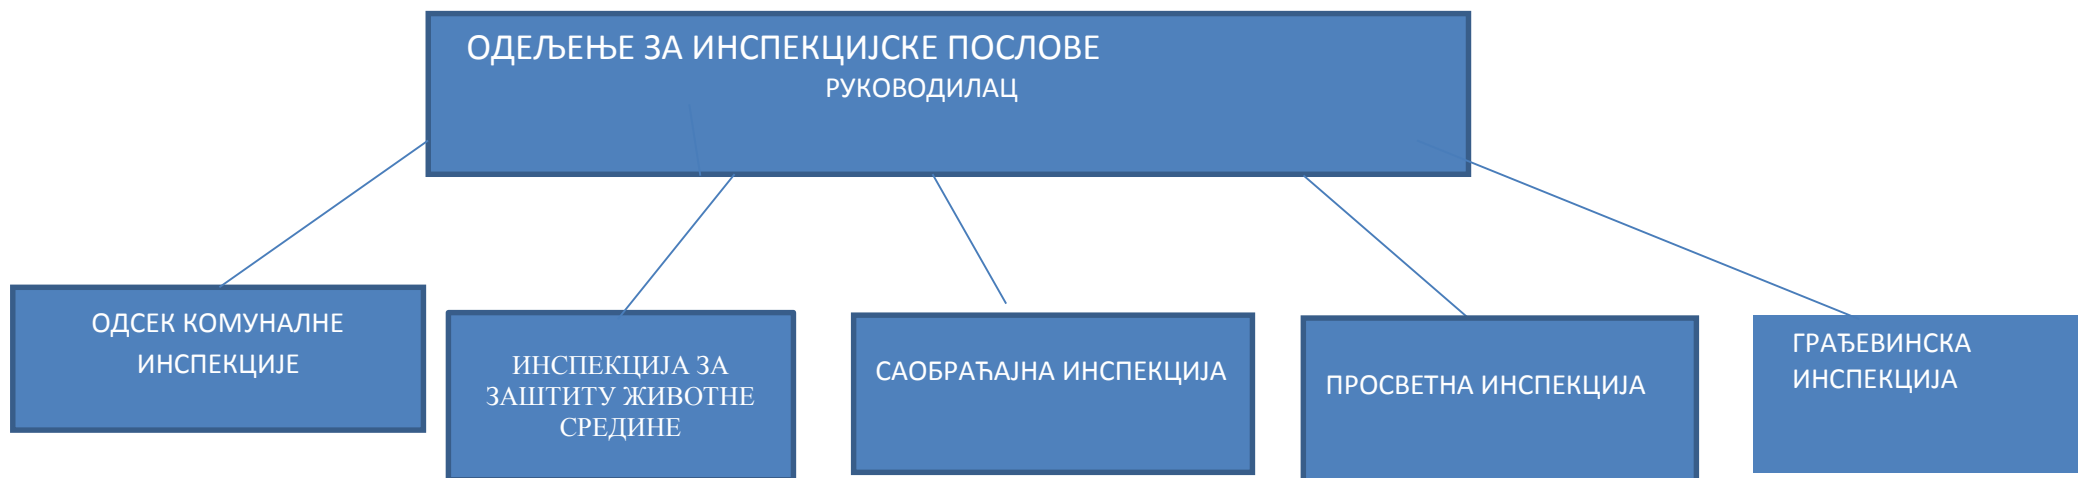 ОДЕЉЕЊЕ ЗА ИНСПЕКЦИЈСКЕ ПОСЛОВЕ
РУКОВОДИЛАЦ
ОДСЕК КОМУНАЛНЕ
ИНСПЕКЦИЈЕ
ИНСПЕКЦИЈА ЗА
ЗАШТИТУ ЖИВОТНЕ
СРЕДИНЕ
САОБРАЋАЈНА ИНСПЕКЦИЈА
ПРОСВЕТНА ИНСПЕКЦИЈА
ГРАЂЕВИНСКА
ИНСПЕКЦИЈА